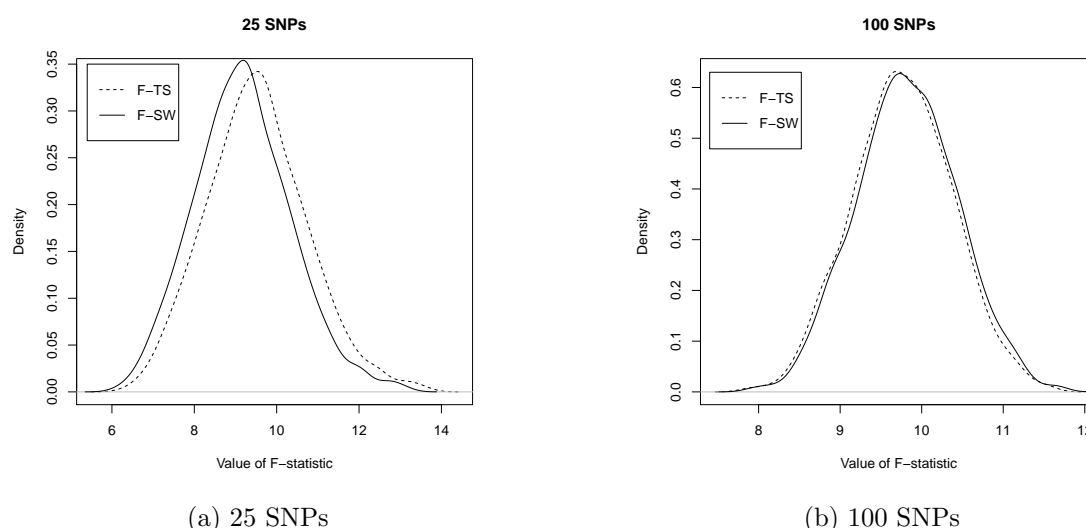 25 SNPs
F−TS
F−SW
Density
0.00
0.05
0.10
0.15
0.20
0.25
0.30
0.35
6 8 10 12 14
Value of F−statistic
(a) 25 SNPs
100 SNPs
F−TS
F−SW
Density
0.0
0.1
0.2
0.3
0.4
0.5
0.6
8 9 10 11 12
Value of F−statistic
(b) 100 SNPs